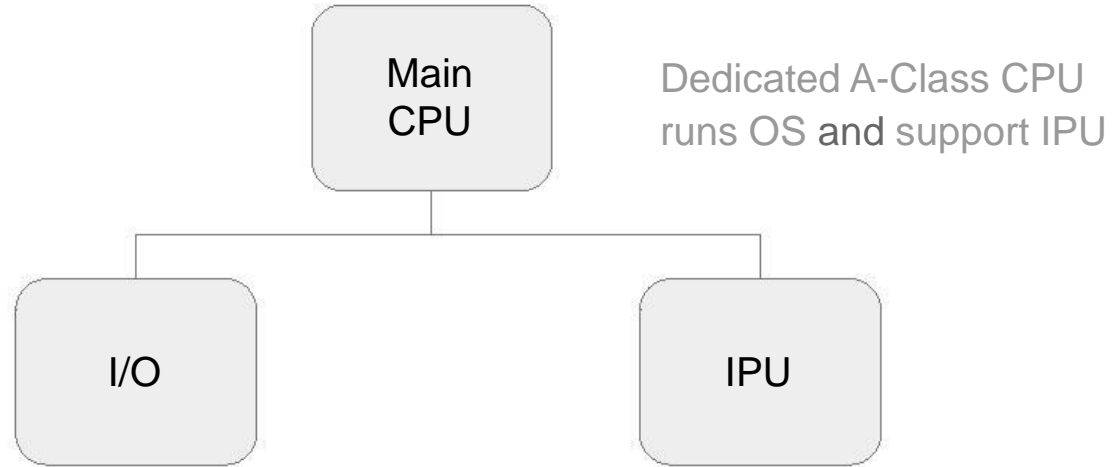 Main
CPU
Dedicated A-Class CPU
runs OS and support IPU
I/O
IPU